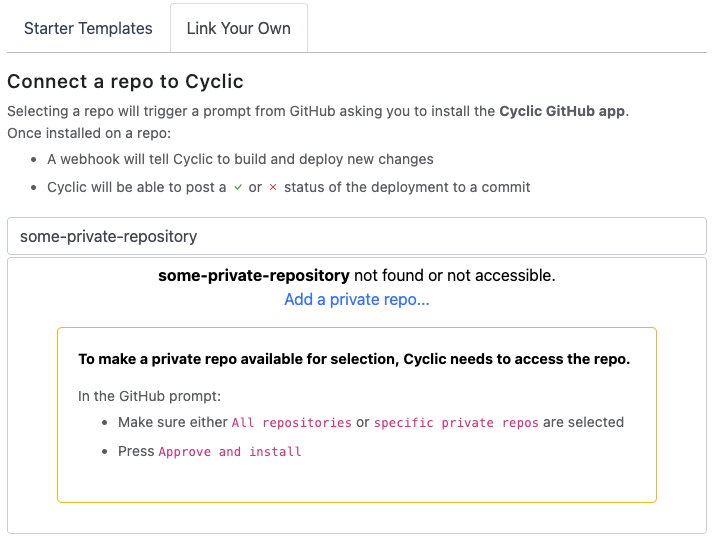 Starter Templates
Link Your Own
Connect a repo to Cyclic
Selecting a repo will trigger a prompt from GitHub asking you to install the Cyclic GitHub app.
Once installed on a repo:
• A webhook will tell Cyclic to build and deploy new changes
• Cyclic will be able to post a ✓ or × status of the deployment to a commit
some-private-repository
some-private-repository not found or not accessible.
Add a private repo...
To make a private repo available for selection, Cyclic needs to access the repo.
In the GitHub prompt:
• Make sure either All repositories or specific private repos are selected
• Press Approve and install